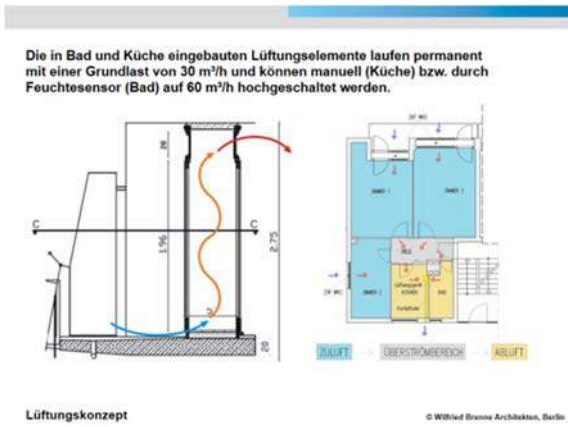 Die in Bad und Küche eingebauten Lüftungselemente laufen permanent
mit einer Grundlast von 30 m³/h und können manuell (Küche) bzw. durch
Feuchtesensor (Bad) auf 60 m³/h hochgeschaltet werden.
20
C C
1.96
2.75
20
ZIMMER 1
ZIMMER 2
BAD
ZULUFT ÜBERSTRÖMBEREICH ABLUFT
Lüftungskonzept
© Wilfried Brenne Architekten, Berlin